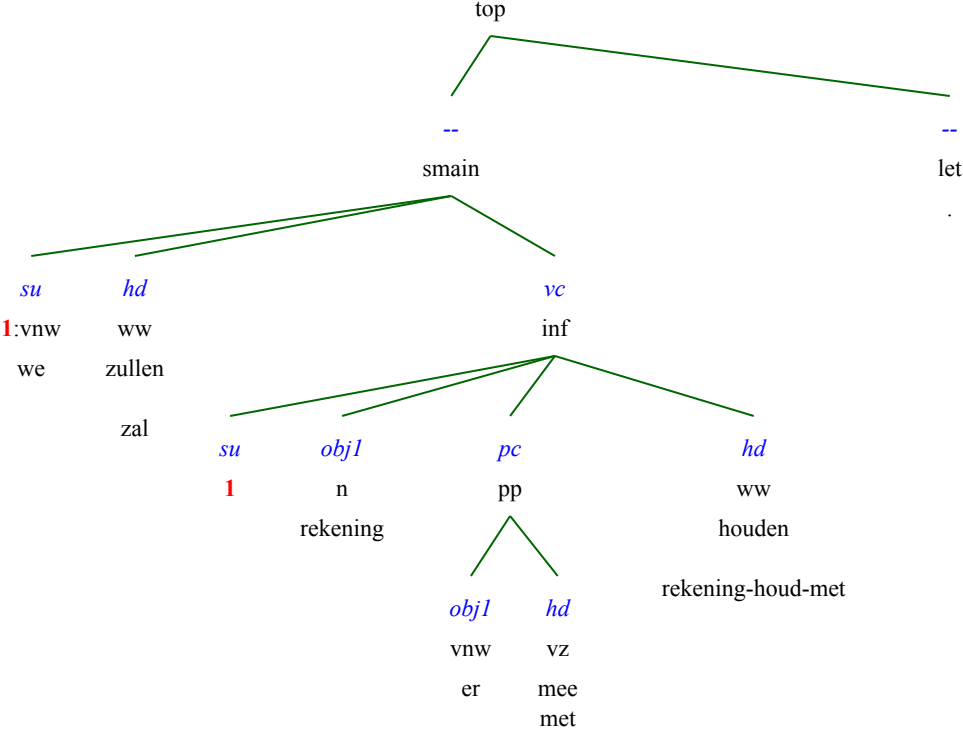 top
-- --
smain let
.
su hd vc
1:vnw ww inf
we zullen
zal
su obj1 pc hd
1 n pp ww
rekening houden
rekening-houd-met
obj1 hd
vnw vz
er mee
met